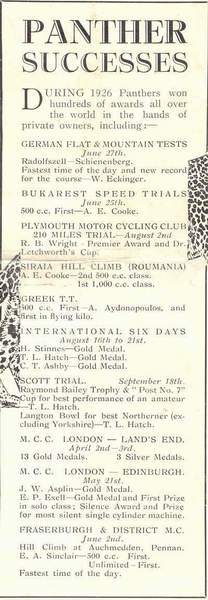 PANTHER
SUCCESSES
DURING 1926 Panthers won
hundreds of awards all over
the world in the hands of
private owners, including :—
GERMAN FLAT & MOUNTAIN TESTS
June 27th.
Radolfszell—Schienenberg.
Fastest time of the day and new record
for the course—W. Eckinger.
BUKAREST SPEED TRIALS
June 25th.
500 c.c. First—A. E. Cooke.
PLYMOUTH MOTOR CYCLING CLUB
210 MILES TRIAL—August 2nd
R. B. Wright—Premier Award and Dr.
Letchworth's Cup.
SIRAIA HILL CLIMB (ROUMANIA)
A. E. Cooke—2nd 500 c.c. class.
1st 1,000 c.c. class.
GREEK T.T.
500 c.c. First—A. Aydonopoulos, and
first in flying kilo.
INTERNATIONAL SIX DAYS
August 16th to 21st.
H. Stinnes—Gold Medal.
T. L. Hatch—Gold Medal.
C. T. Ashby—Gold Medal.
SCOTT TRIAL. September 18th.
Raymond Bailey Trophy & "Post No. 7"
Cup for best performance of an amateur
—T. L. Hatch.
Langton Bowl for best Northerner (ex-
cluding Yorkshire)—T. L. Hatch.
M.C.C. LONDON — LAND'S END.
April 2nd—3rd.
13 Gold Medals. 3 Silver Medals.
M.C.C. LONDON — EDINBURGH.
May 21st.
J. W. Asplin—Gold Medal.
E. P. Exell—Gold Medal and First Prize
in solo class; Silence Award and Prize
for most silent single cylinder machine.
FRASERBURGH & DISTRICT M.C.
June 2nd.
Hill Climb at Auchmedden, Pennan.
E. A. Sinclair—500 c.c. First.
Unlimited—First.
Fastest time of the day.